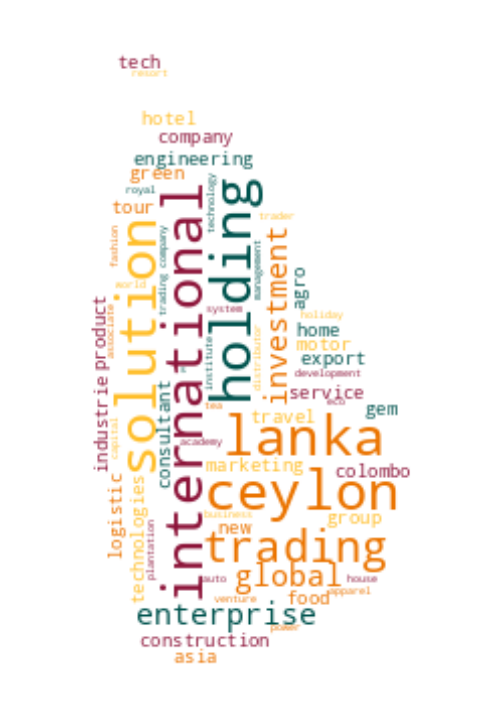 tech
resort
hotel
company
engineering
green
royal
technology
international
holding
tour
trader
solution
fashion
trading company
management
investment
agro
world
product
associate
system
holiday
home
motor
institute
distributor
export
development
industrie
consultant
service
eco
tea
gem
travel
lanka
capital
academy
marketing
colombo
logistic
technologies
ceylon
business
group
new
plantation
trading
global
auto
house
venture
food
apparel
enterprise
power
construction
asia